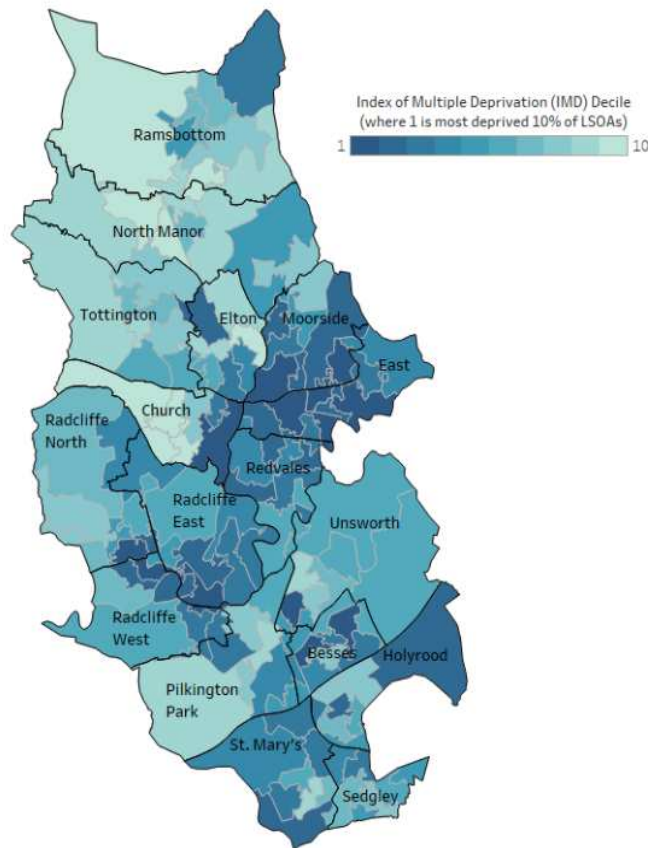 Index of Multiple Deprivation (IMD) Decile
(where 1 is most deprived 10% of LSOAs)
1 10
Ramsbottom
North Manor
Tottington
Elton
Moorside
East
Church
Radcliffe
North
Redvales
Radcliffe
East
Unsworth
Radcliffe
West
Besses
Holyrood
Pilkington
Park
St. Mary's
Sedgley